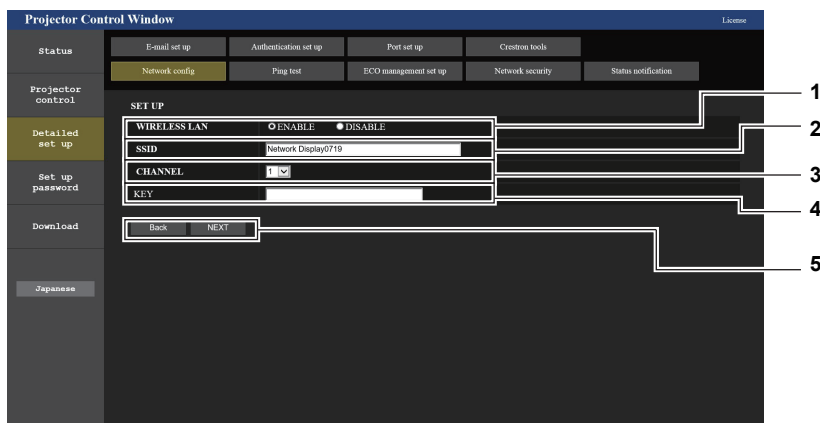 Projector Control Window
License
Status
E-mail set up
Authentication set up
Port set up
Crestron tools
Network config
Ping test
ECO management set up
Network security
Status notification
Projector
control
Detailed
set up
Set up
password
Download
Japanese
SET UP
WIRELESS LAN
ENABLE
DISABLE
SSID
Network Display0719
CHANNEL
1
KEY
Back
NEXT
1
2
3
4
5